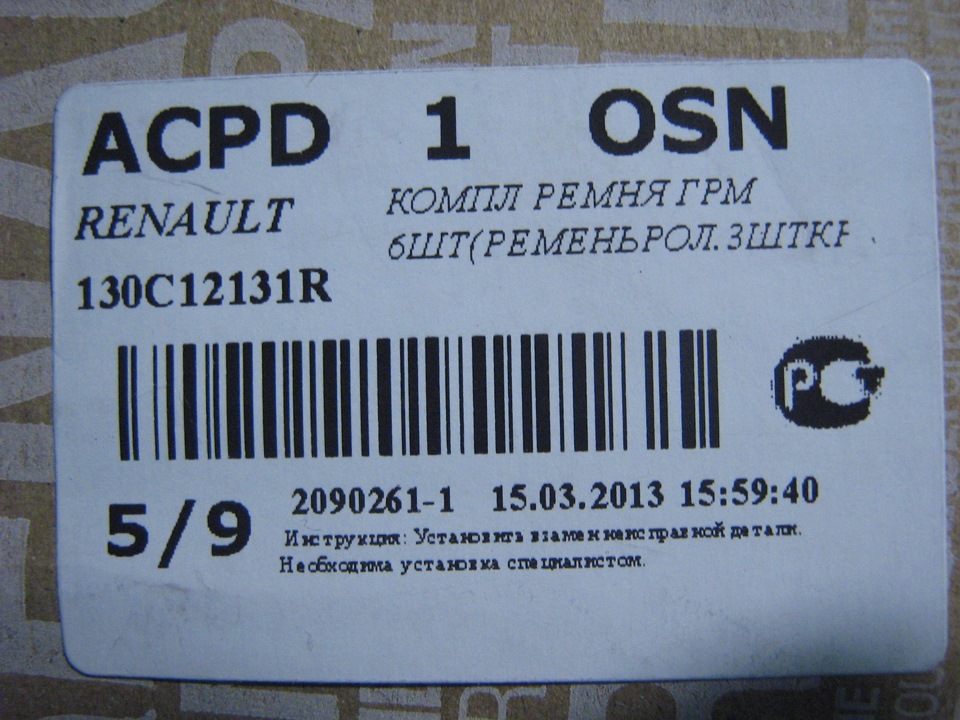 ACPD 1 OSN
RENAULT
КОМПЛ РЕМНЯ ГРМ
6ШТ(РЕМЕНЬРОЛ.3ШТКР
130C12131R
РСТ
5/9
2090261-1 15.03.2013 15:59:40
Инструкция: Установить взамен неисправной детали.
Необходима установка специалистом.